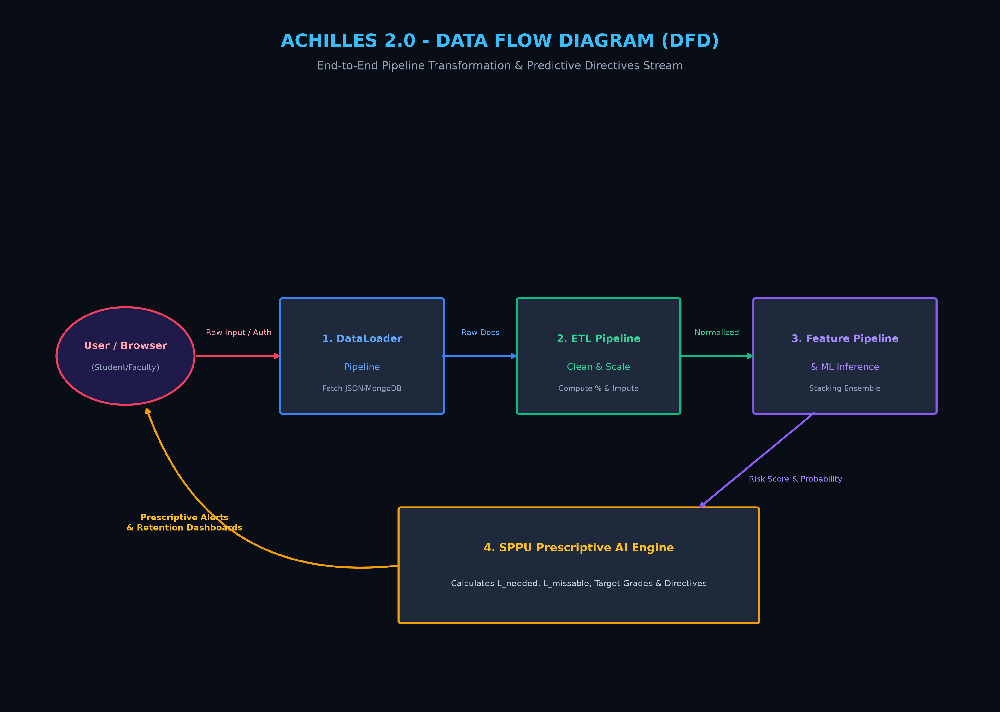 ACHILLES 2.0 - DATA FLOW DIAGRAM (DFD)
End-to-End Pipeline Transformation & Predictive Directives Stream
User / Browser
(Student/Faculty)
Raw Input / Auth
1. DataLoader
Pipeline
Fetch JSON/MongoDB
Raw Docs
2. ETL Pipeline
Clean & Scale
Compute % & Impute
Normalized
3. Feature Pipeline
& ML Inference
Stacking Ensemble
Risk Score & Probability
4. SPPU Prescriptive AI Engine
Calculates L_needed, L_missable, Target Grades & Directives
Prescriptive Alerts
& Retention Dashboards